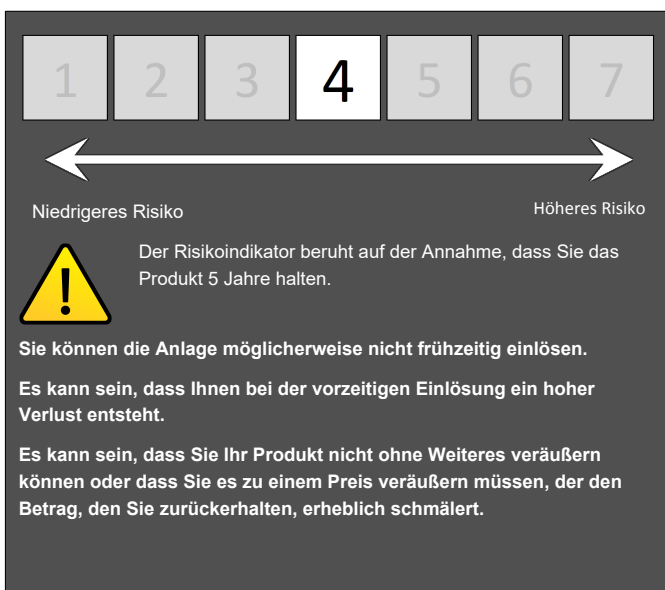 1 2 3 4 5 6 7
Niedrigeres Risiko Höheres Risiko
Der Risikoindikator beruht auf der Annahme, dass Sie das
Produkt 5 Jahre halten.
Sie können die Anlage möglicherweise nicht frühzeitig einlösen.
Es kann sein, dass Ihnen bei der vorzeitigen Einlösung ein hoher
Verlust entsteht.
Es kann sein, dass Sie Ihr Produkt nicht ohne Weiteres veräußern
können oder dass Sie es zu einem Preis veräußern müssen, der den
Betrag, den Sie zurückerhalten, erheblich schmälert.